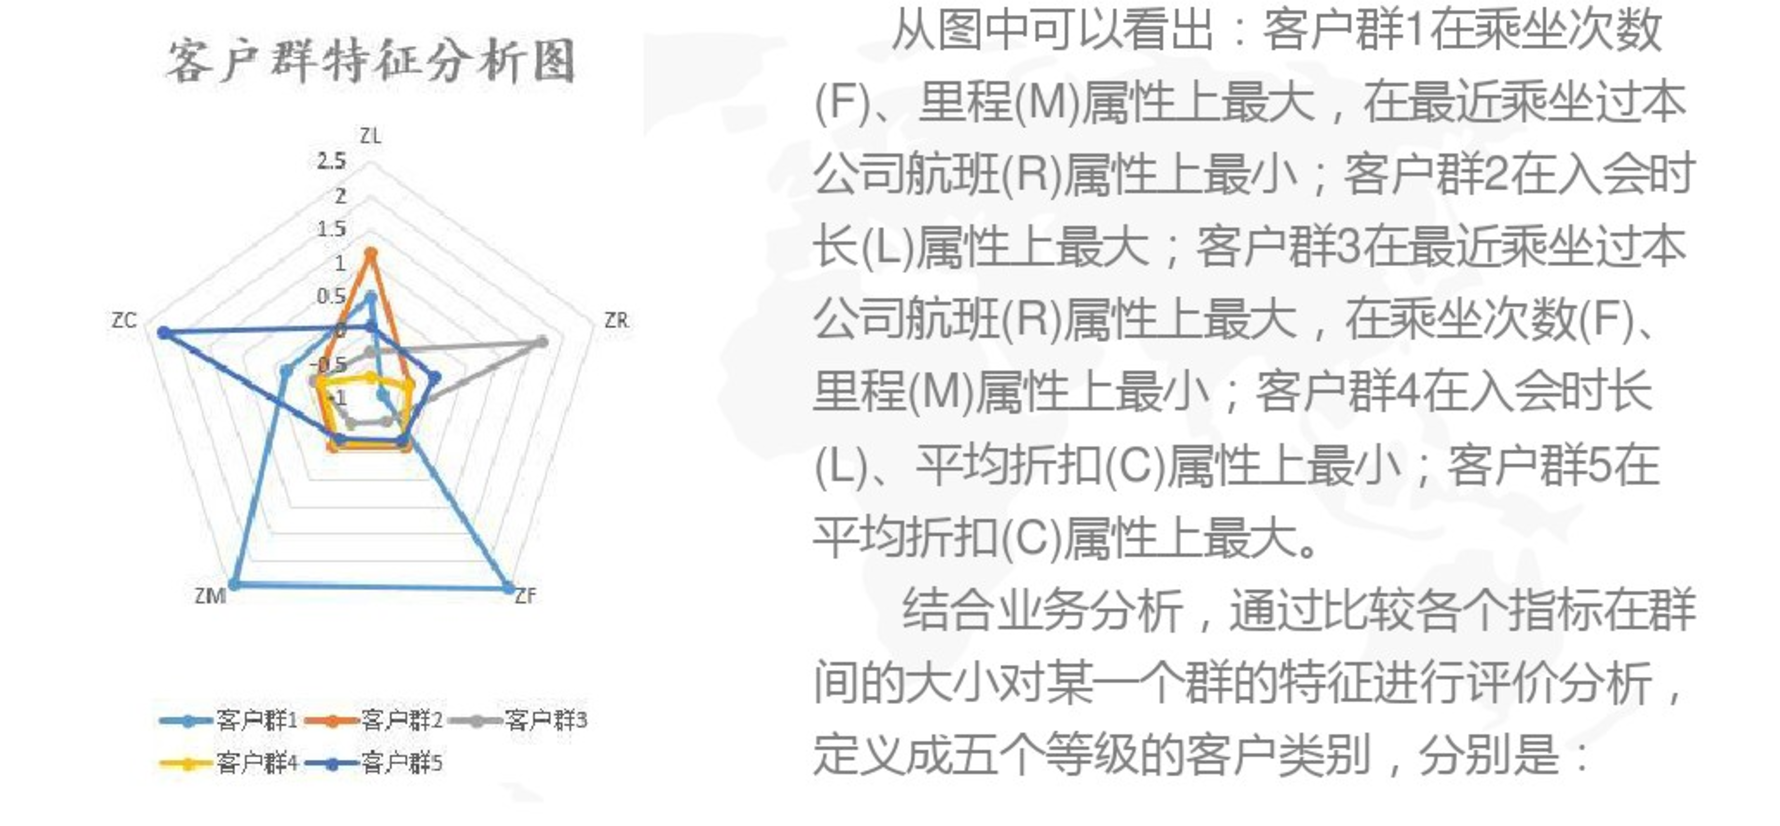 客户群特征分析图
ZL
2.5
2
1.5
1
0.5
0
-0.5
-1
ZR
ZF
ZM
ZC
客户群1
客户群2
客户群3
客户群4
客户群5
从图中可以看出：客户群1在乘坐次数
(F)、里程(M)属性上最大，在最近乘坐过本
公司航班(R)属性上最小；客户群2在入会时
长(L)属性上最大；客户群3在最近乘坐过本
公司航班(R)属性上最大，在乘坐次数(F)、
里程(M)属性上最小；客户群4在入会时长
(L)、平均折扣(C)属性上最小；客户群5在
平均折扣(C)属性上最大。
结合业务分析，通过比较各个指标在群
间的大小对某一个群的特征进行评价分析，
定义成五个等级的客户类别，分别是：